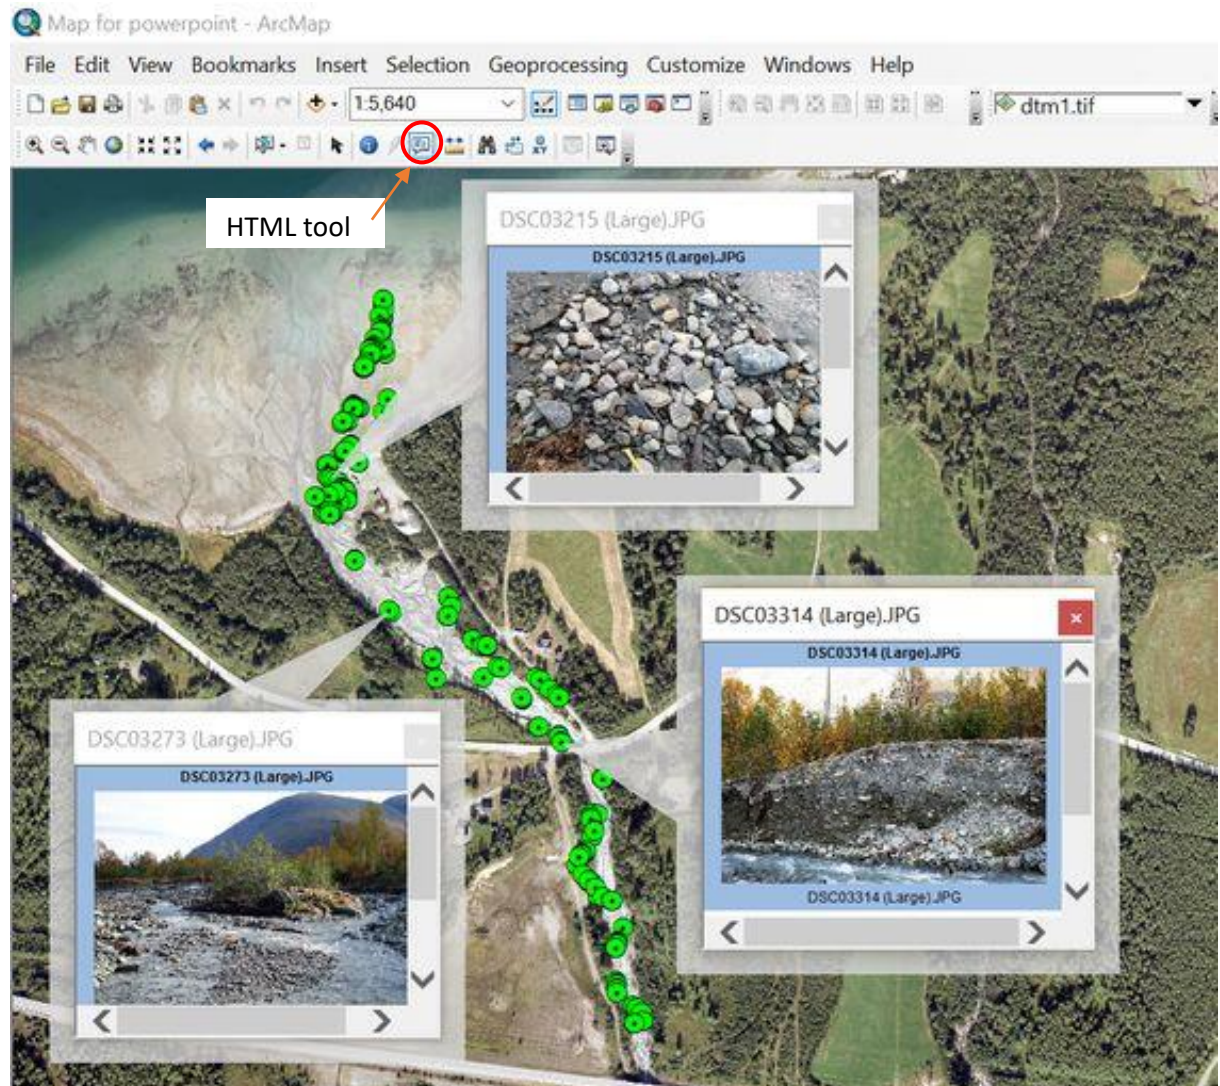 Map for powerpoint - ArcMap
File Edit View Bookmarks Insert Selection Geoprocessing Customize Windows Help
1:5,640
dtm1.tif
HTML tool
DSC03215 (Large).JPG
DSC03215 (Large).JPG
DSC03314 (Large).JPG
DSC03314 (Large).JPG
DSC03314 (Large).JPG
DSC03273 (Large).JPG
DSC03273 (Large).JPG